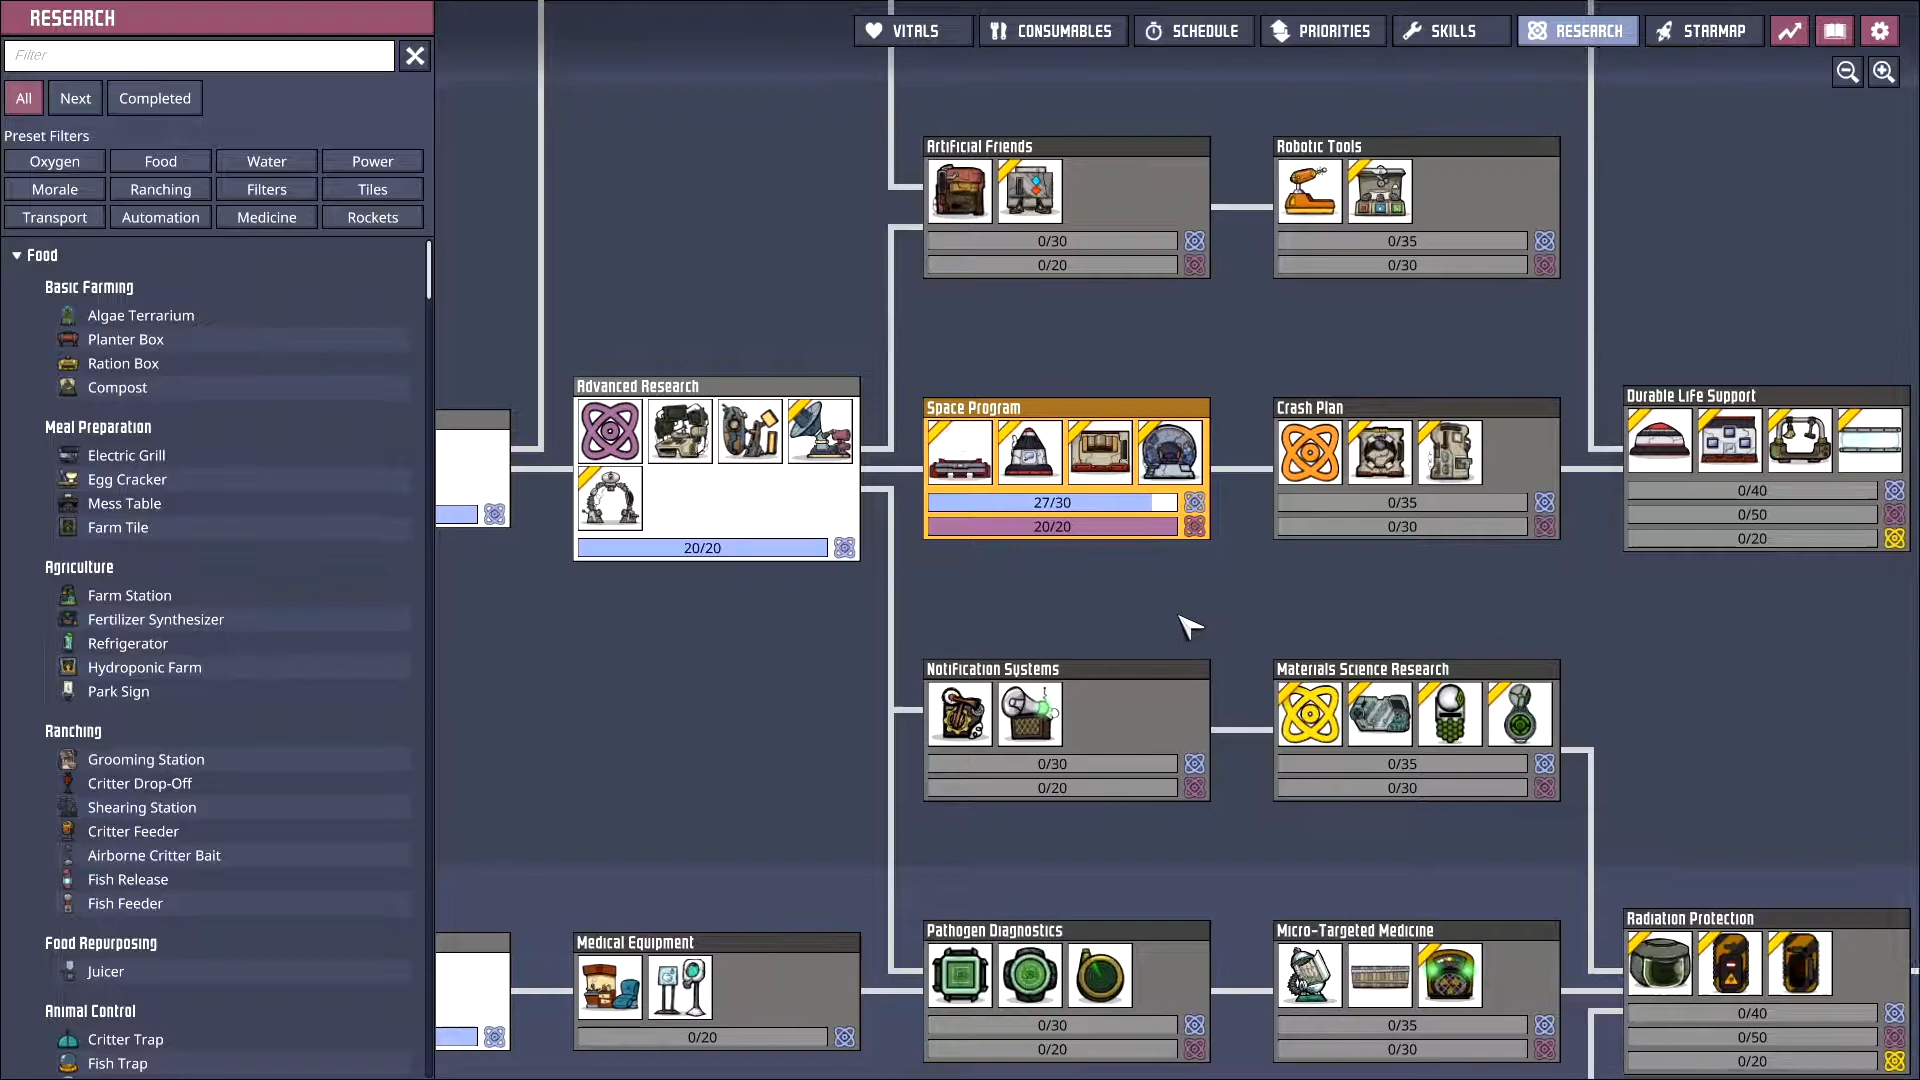 RESEARCH
Filter
All Next Completed
Preset Filters
Oxygen Food Water Power
Morale Ranching Filters Tiles
Transport Automation Medicine Rockets
Food
Basic Farming
Algae Terrarium
Planter Box
Ration Box
Compost
Meal Preparation
Electric Grill
Egg Cracker
Mess Table
Farm Tile
Agriculture
Farm Station
Fertilizer Synthesizer
Refrigerator
Hydroponic Farm
Park Sign
Ranching
Grooming Station
Critter Drop-Off
Shearing Station
Critter Feeder
Airborne Critter Bait
Fish Release
Fish Feeder
Food Repurposing
Juicer
Animal Control
Critter Trap
Fish Trap
VITALS CONSUMABLES SCHEDULE PRIORITIES SKILLS RESEARCH STARMAP
Artificial Friends
0/30
0/20
Robotic Tools
0/35
0/30
Advanced Research
20/20
Space Program
27/30
20/20
Crash Plan
0/35
0/30
Durable Life Support
0/40
0/50
0/20
Notification Systems
0/30
0/20
Materials Science Research
0/35
0/30
Medical Equipment
0/20
Pathogen Diagnostics
0/30
0/20
Micro-Targeted Medicine
0/35
0/30
Radiation Protection
0/40
0/50
0/20